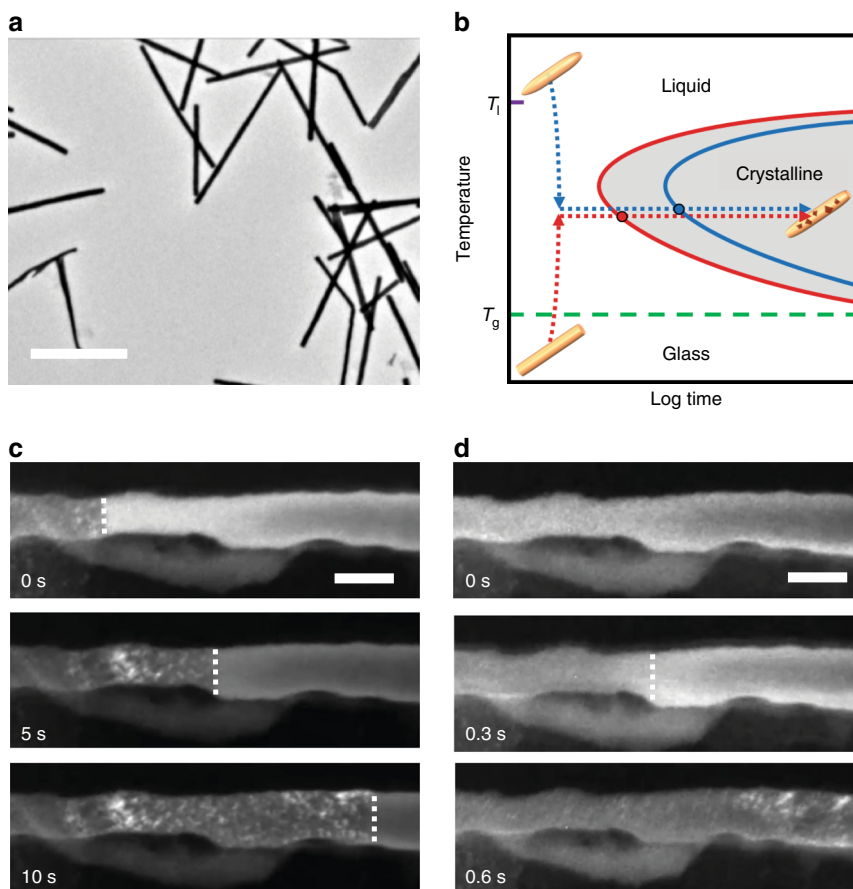 a
b
Liquid
Tl
Crystalline
Temperature
Tg
Glass
Log time
c
d
0 s
0 s
5 s
0.3 s
10 s
0.6 s